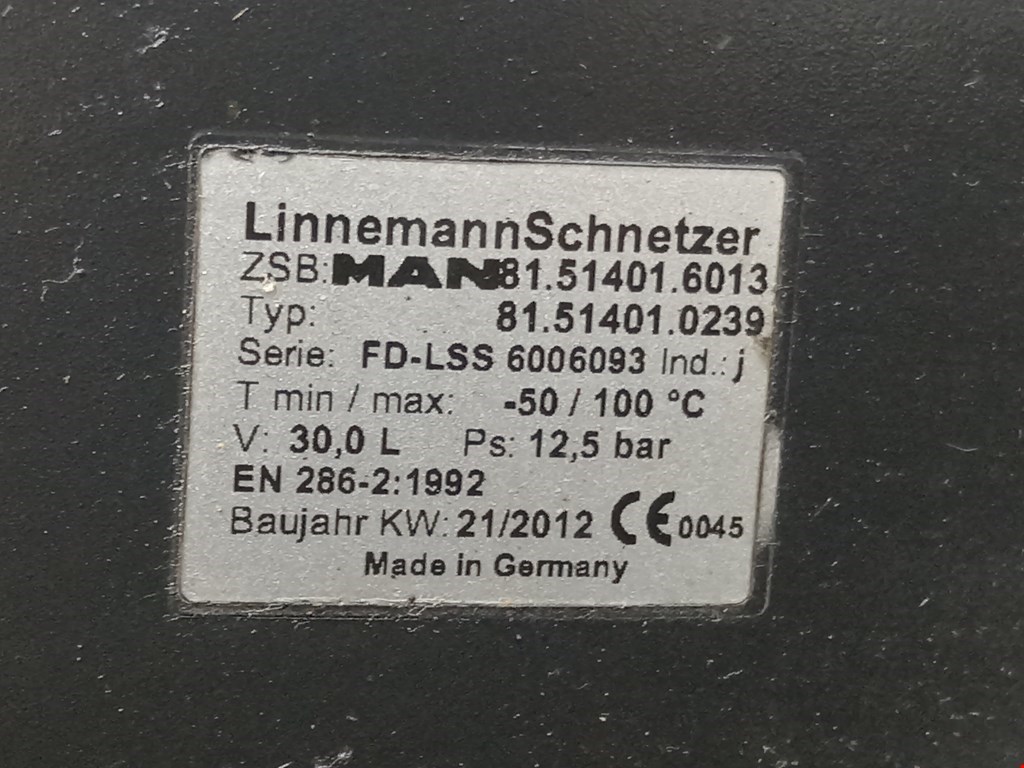 LinnemannSchnetzer
ZSB: MAN 81.51401.6013
Typ: 81.51401.0239
Serie: FD-LSS 6006093 Ind.: j
T min / max: -50 / 100 °C
V: 30,0 L Ps: 12,5 bar
EN 286-2:1992
Baujahr KW: 21/2012 CE 0045
Made in Germany